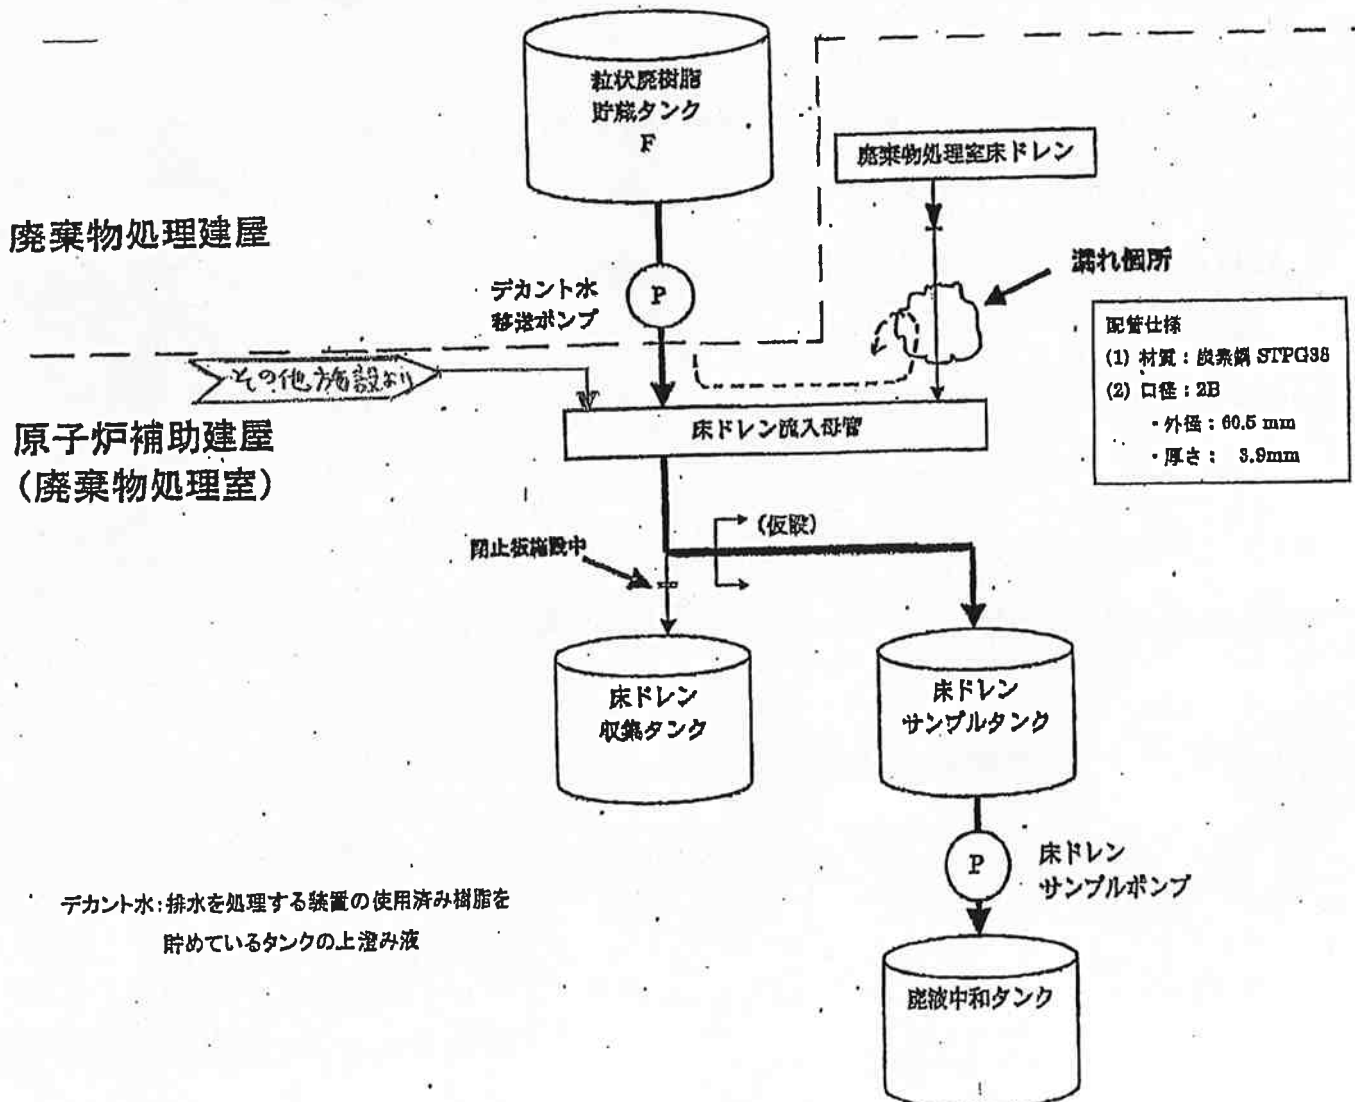 粒状廃樹脂
貯蔵タンク
F
廃棄物処理室床ドレン
廃棄物処理建屋
漏れ個所
デカント水
移送ポンプ
P
配管仕様
(1) 材質：炭素鋼 STPG38
(2) 口径：2B
・外径：60.5 mm
・厚さ： 3.9mm
その他施設より
床ドレン流入母管
原子炉補助建屋
(廃棄物処理室)
(仮設)
閉止板施設中
床ドレン
収集タンク
床ドレン
サンプルタンク
P
床ドレン
サンプルポンプ
デカント水:排水を処理する装置の使用済み樹脂を
貯めているタンクの上澄み液
廃液中和タンク